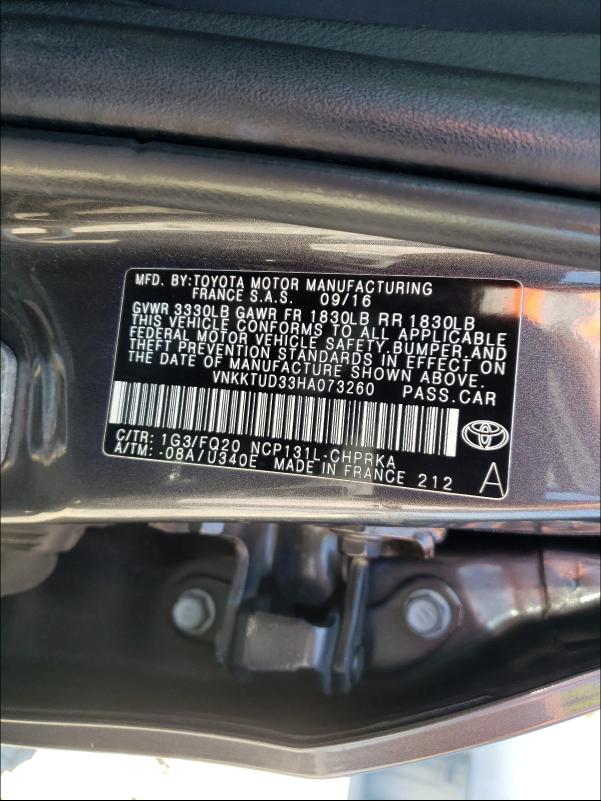 MFD. BY:TOYOTA MOTOR MANUFACTURING
FRANCE S.A.S. 09/16
GVWR 3330LB GAWR FR 1830LB RR 1830LB
THIS VEHICLE CONFORMS TO ALL APPLICABLE
FEDERAL MOTOR VEHICLE SAFETY,BUMPER,AND
THEFT PREVENTION STANDARDS IN EFFECT ON
THE DATE OF MANUFACTURE SHOWN ABOVE.
VNKKTUD33HA073260 PASS.CAR
C/TR: 1G3/FQ20 NCP131L-CHPRKA
A/TM: -08A/U340E MADE IN FRANCE 212 A